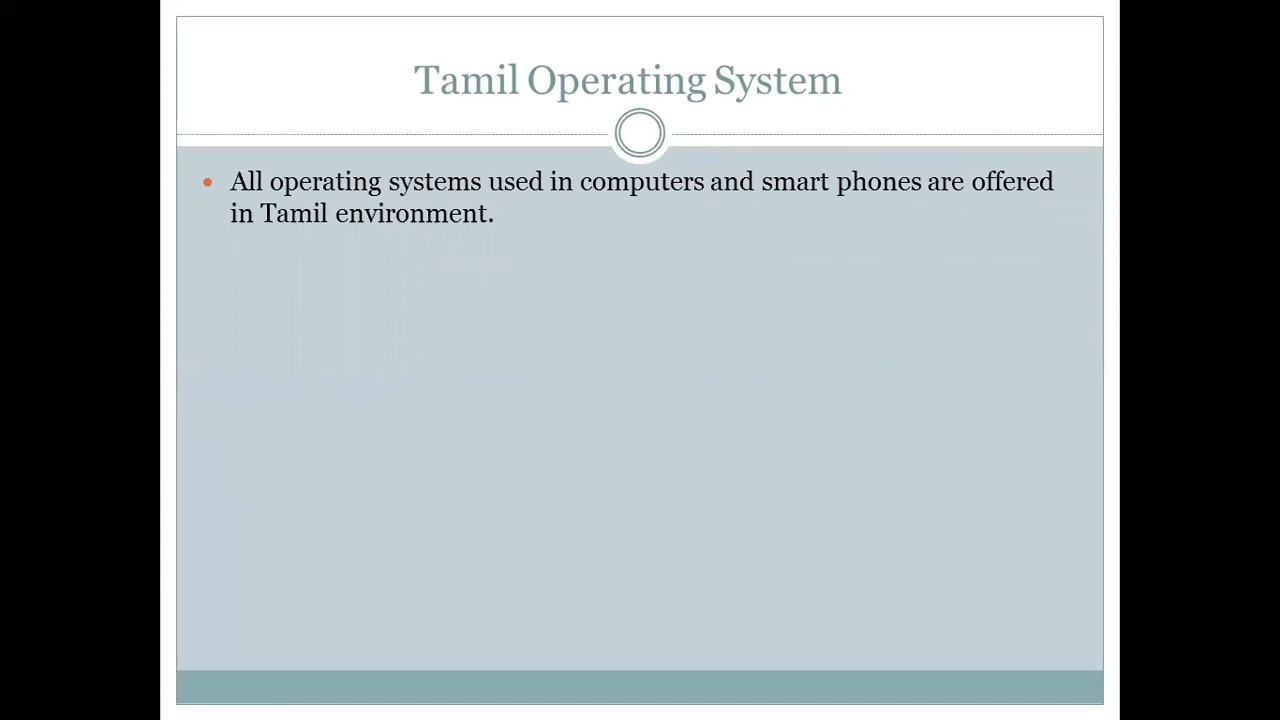 Tamil Operating System
All operating systems used in computers and smart phones are offered
in Tamil environment.